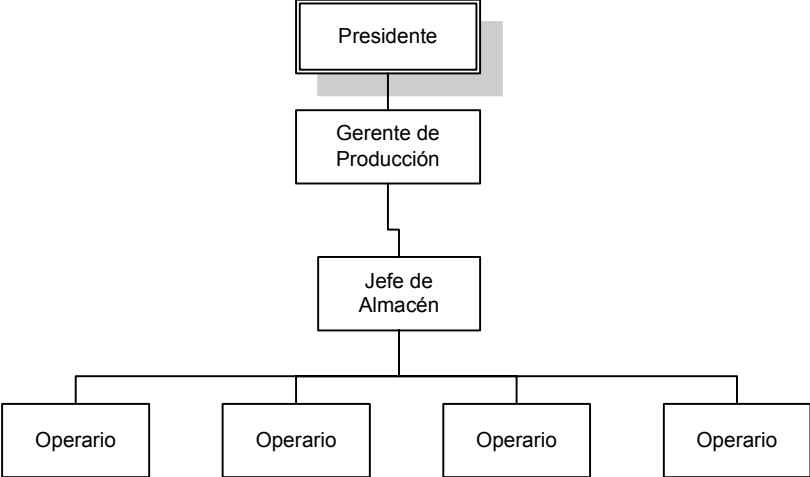 Presidente
Gerente de
Producción
Jefe de
Almacén
Operario
Operario
Operario
Operario